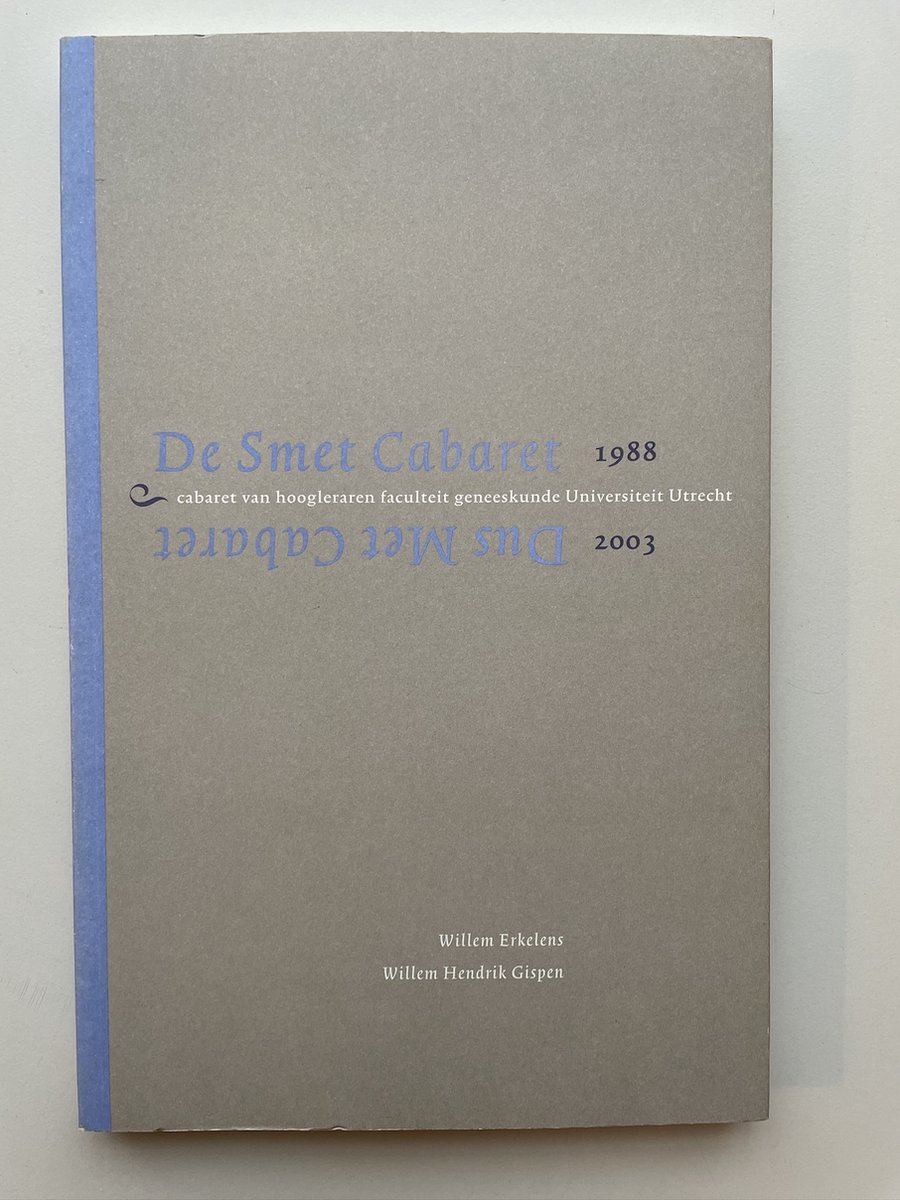 De Smet Cabaret 1988
cabaret van hoogleraren faculteit geneeskunde Universiteit Utrecht
Dus Met Cabaret 2003
Willem Erkelens
Willem Hendrik Gispen